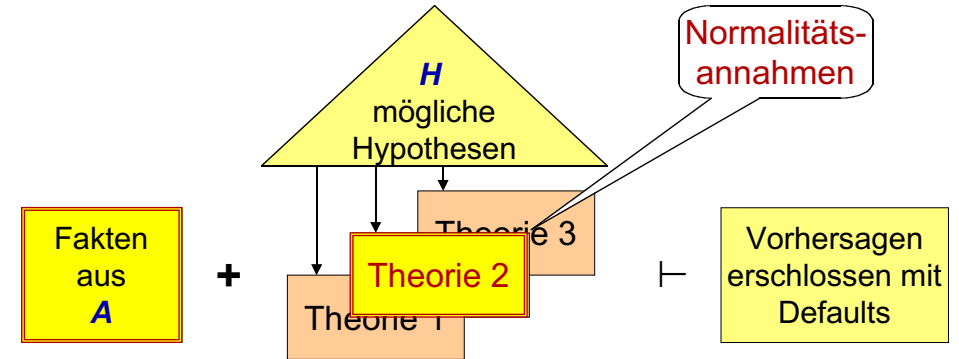 Normalitäts-
annahmen
H
mögliche
Hypothesen
Fakten
aus
A
+
Theorie 3
Theorie 2
Theorie 1
⊢
Vorhersagen
erschlossen mit
Defaults